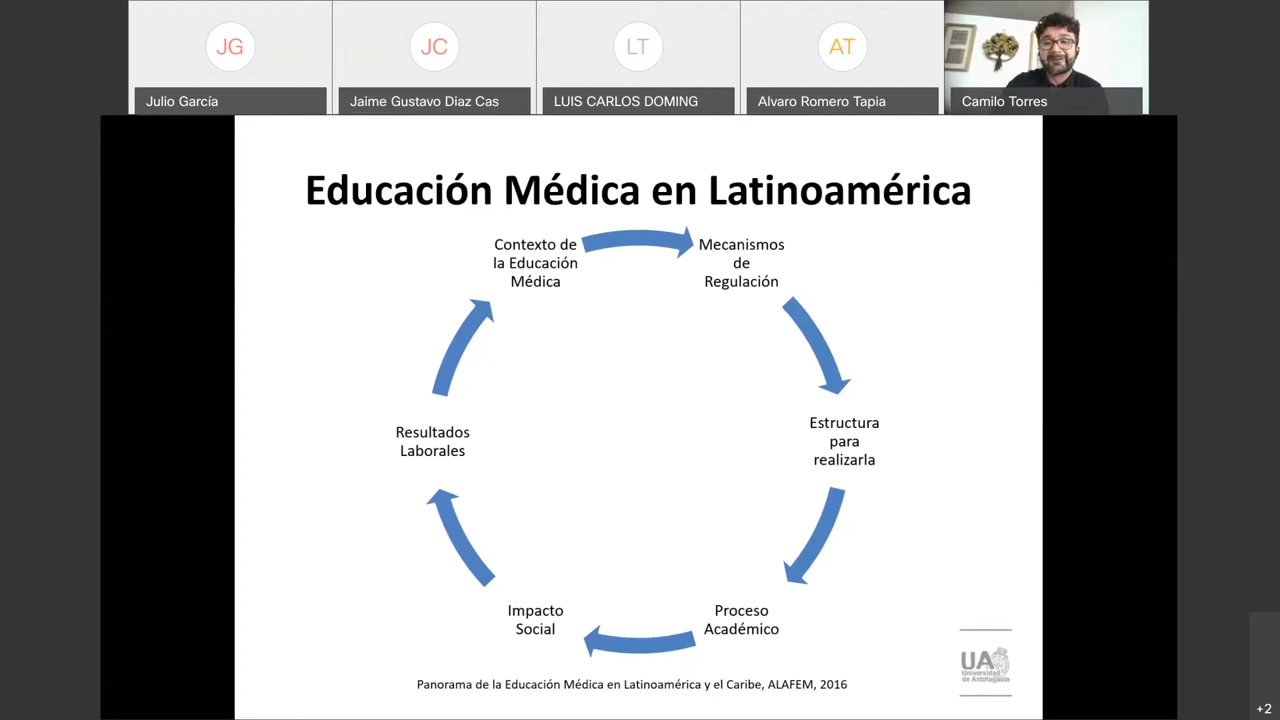 JG
JC
LT
AT
Julio García
Jaime Gustavo Diaz Cas
LUIS CARLOS DOMING
Alvaro Romero Tapia
Camilo Torres
Educación Médica en Latinoamérica
Contexto de
la Educación
Médica
Mecanismos
de
Regulación
Estructura
para
realizarla
Proceso
Académico
Impacto
Social
Resultados
Laborales
Panorama de la Educación Médica en Latinoamérica y el Caribe, ALAFEM, 2016
UA
Universidad
de Antofagasta
+2